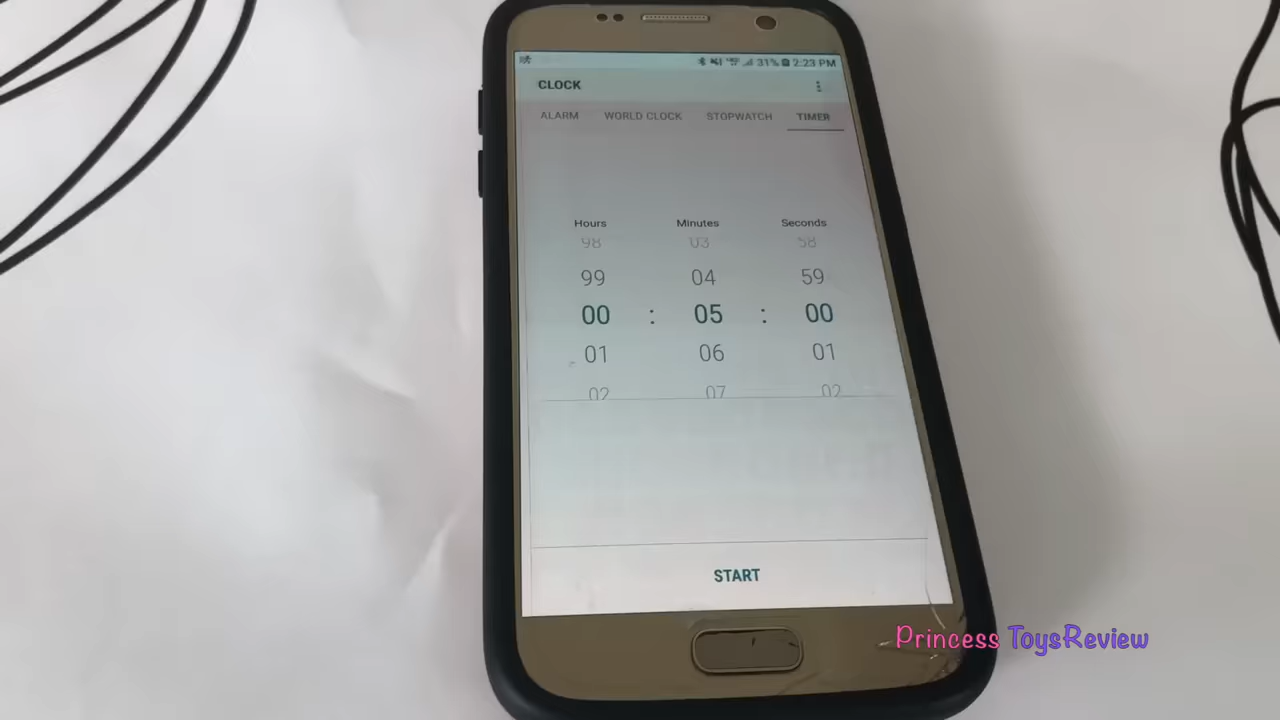 31% 2:23 PM
CLOCK
ALARM WORLD CLOCK STOPWATCH TIMER
Hours Minutes Seconds
98 03 58
99 04 59
00 : 05 : 00
01 06 01
02 07 02
START
Princess ToysReview